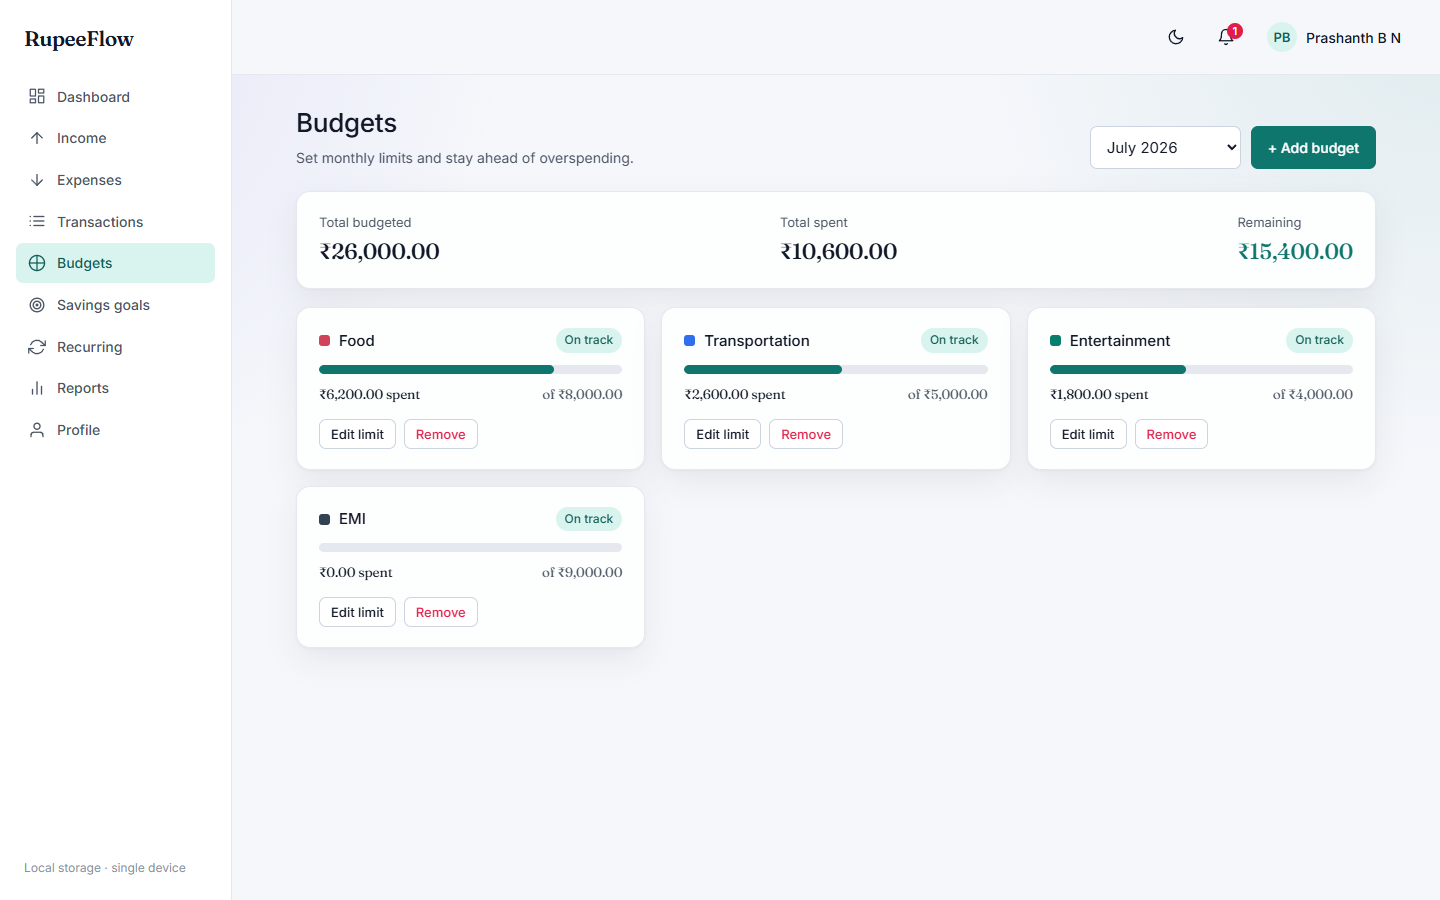 RupeeFlow
Dashboard
Income
Expenses
Transactions
Budgets
Savings goals
Recurring
Reports
Profile
Local storage · single device
1
PB
Prashanth B N
Budgets
Set monthly limits and stay ahead of overspending.
July 2026
+ Add budget
Total budgeted
₹26,000.00
Total spent
₹10,600.00
Remaining
₹15,400.00
Food
On track
₹6,200.00 spent
of ₹8,000.00
Edit limit
Remove
Transportation
On track
₹2,600.00 spent
of ₹5,000.00
Edit limit
Remove
Entertainment
On track
₹1,800.00 spent
of ₹4,000.00
Edit limit
Remove
EMI
On track
₹0.00 spent
of ₹9,000.00
Edit limit
Remove